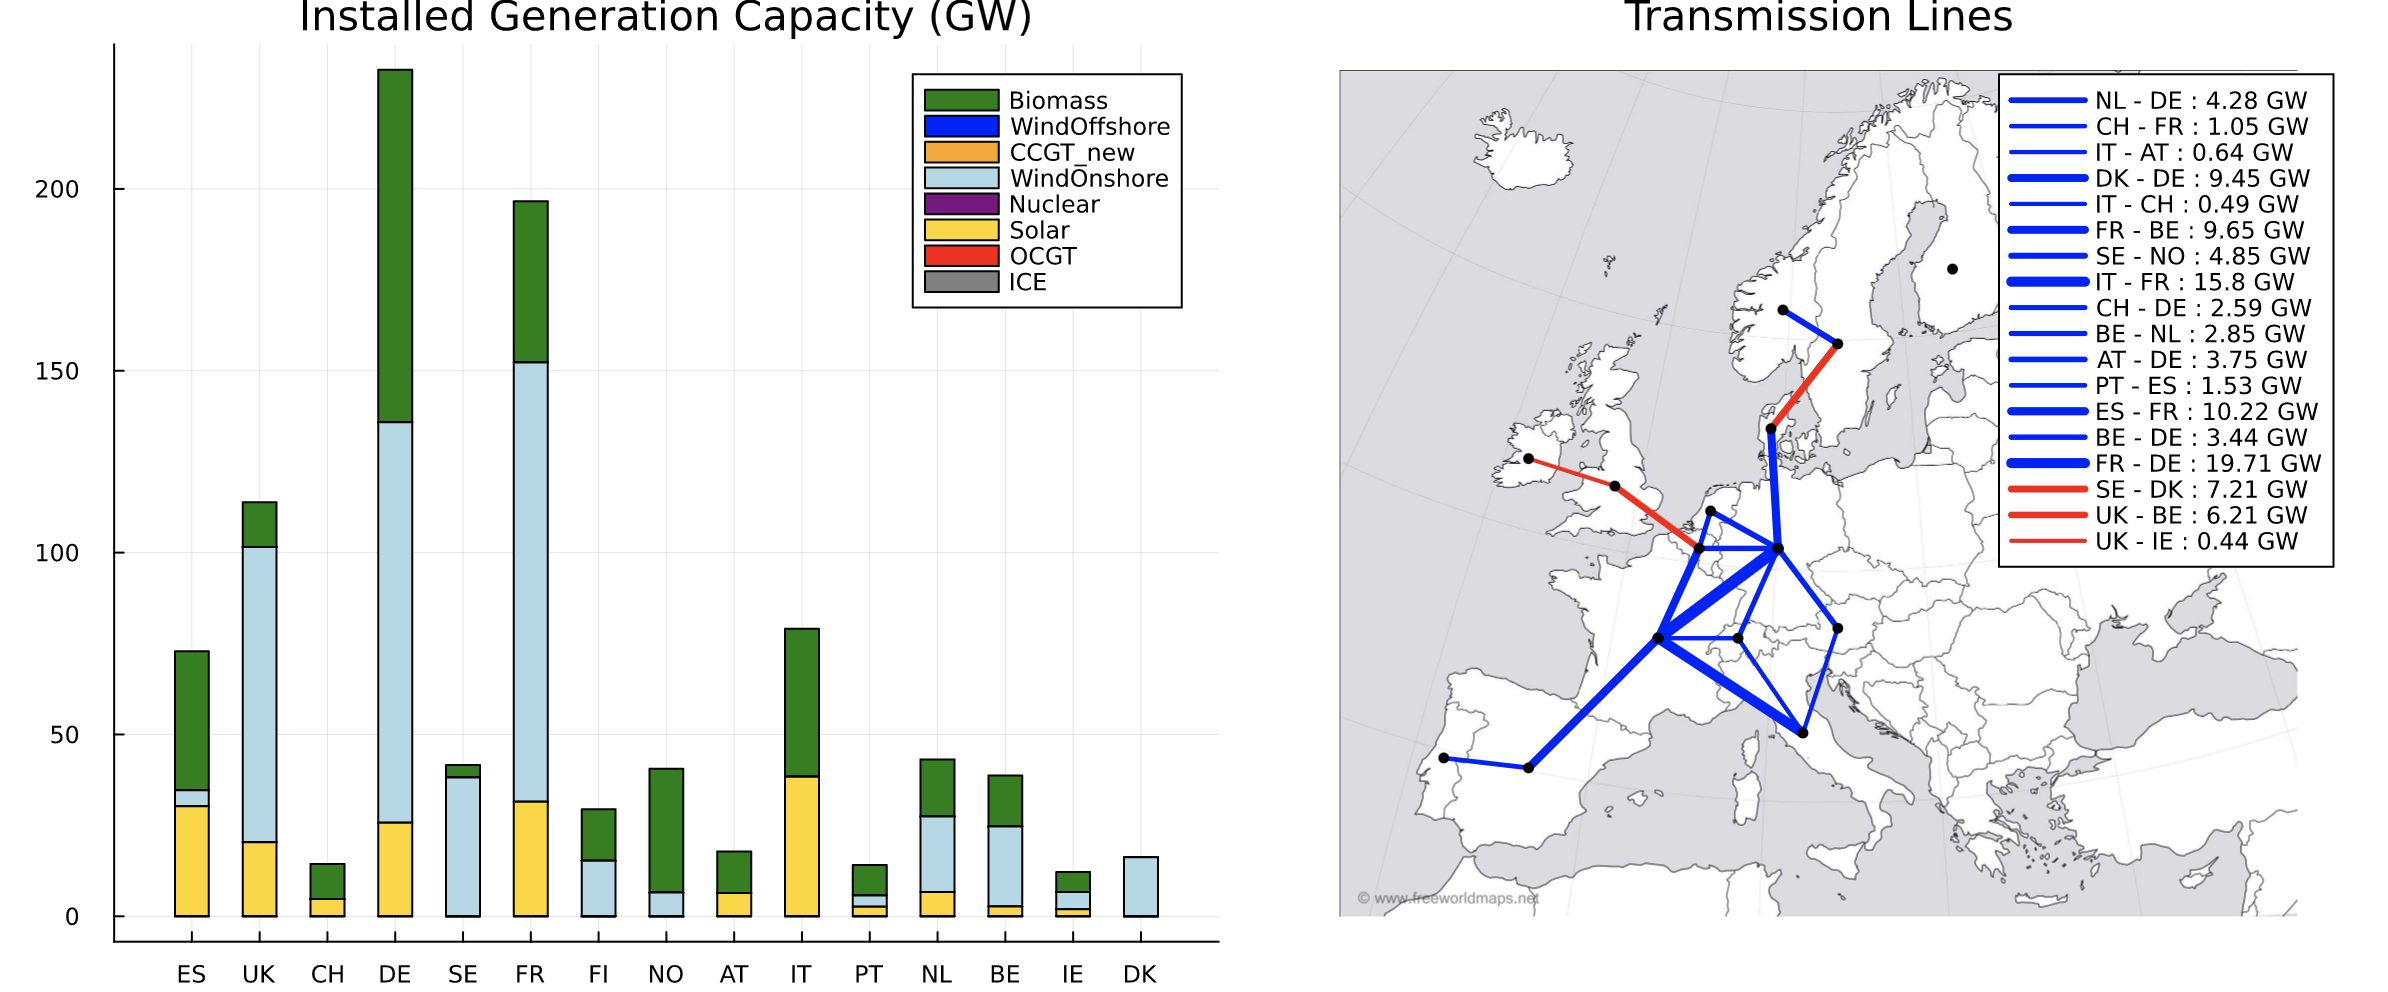 Installed Generation Capacity (GW)
200
150
100
50
0
ES UK CH DE SE FR FI NO AT IT PT NL BE IE DK
Biomass
WindOffshore
CCGT_new
WindOnshore
Nuclear
Solar
OCGT
ICE
Transmission Lines
NL - DE : 4.28 GW
CH - FR : 1.05 GW
IT - AT : 0.64 GW
DK - DE : 9.45 GW
IT - CH : 0.49 GW
FR - BE : 9.65 GW
SE - NO : 4.85 GW
IT - FR : 15.8 GW
CH - DE : 2.59 GW
BE - NL : 2.85 GW
AT - DE : 3.75 GW
PT - ES : 1.53 GW
ES - FR : 10.22 GW
BE - DE : 3.44 GW
FR - DE : 19.71 GW
SE - DK : 7.21 GW
UK - BE : 6.21 GW
UK - IE : 0.44 GW
© www.freeworldmaps.net